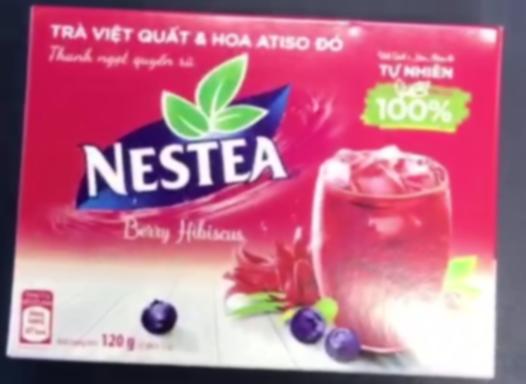 TRÀ VIỆT QUẤT & HOA ATISO ĐỎ
Thanh ngọt quyến rũ
TỰ NHIÊN
100%
NESTEA
Berry Hibiscus
120 g